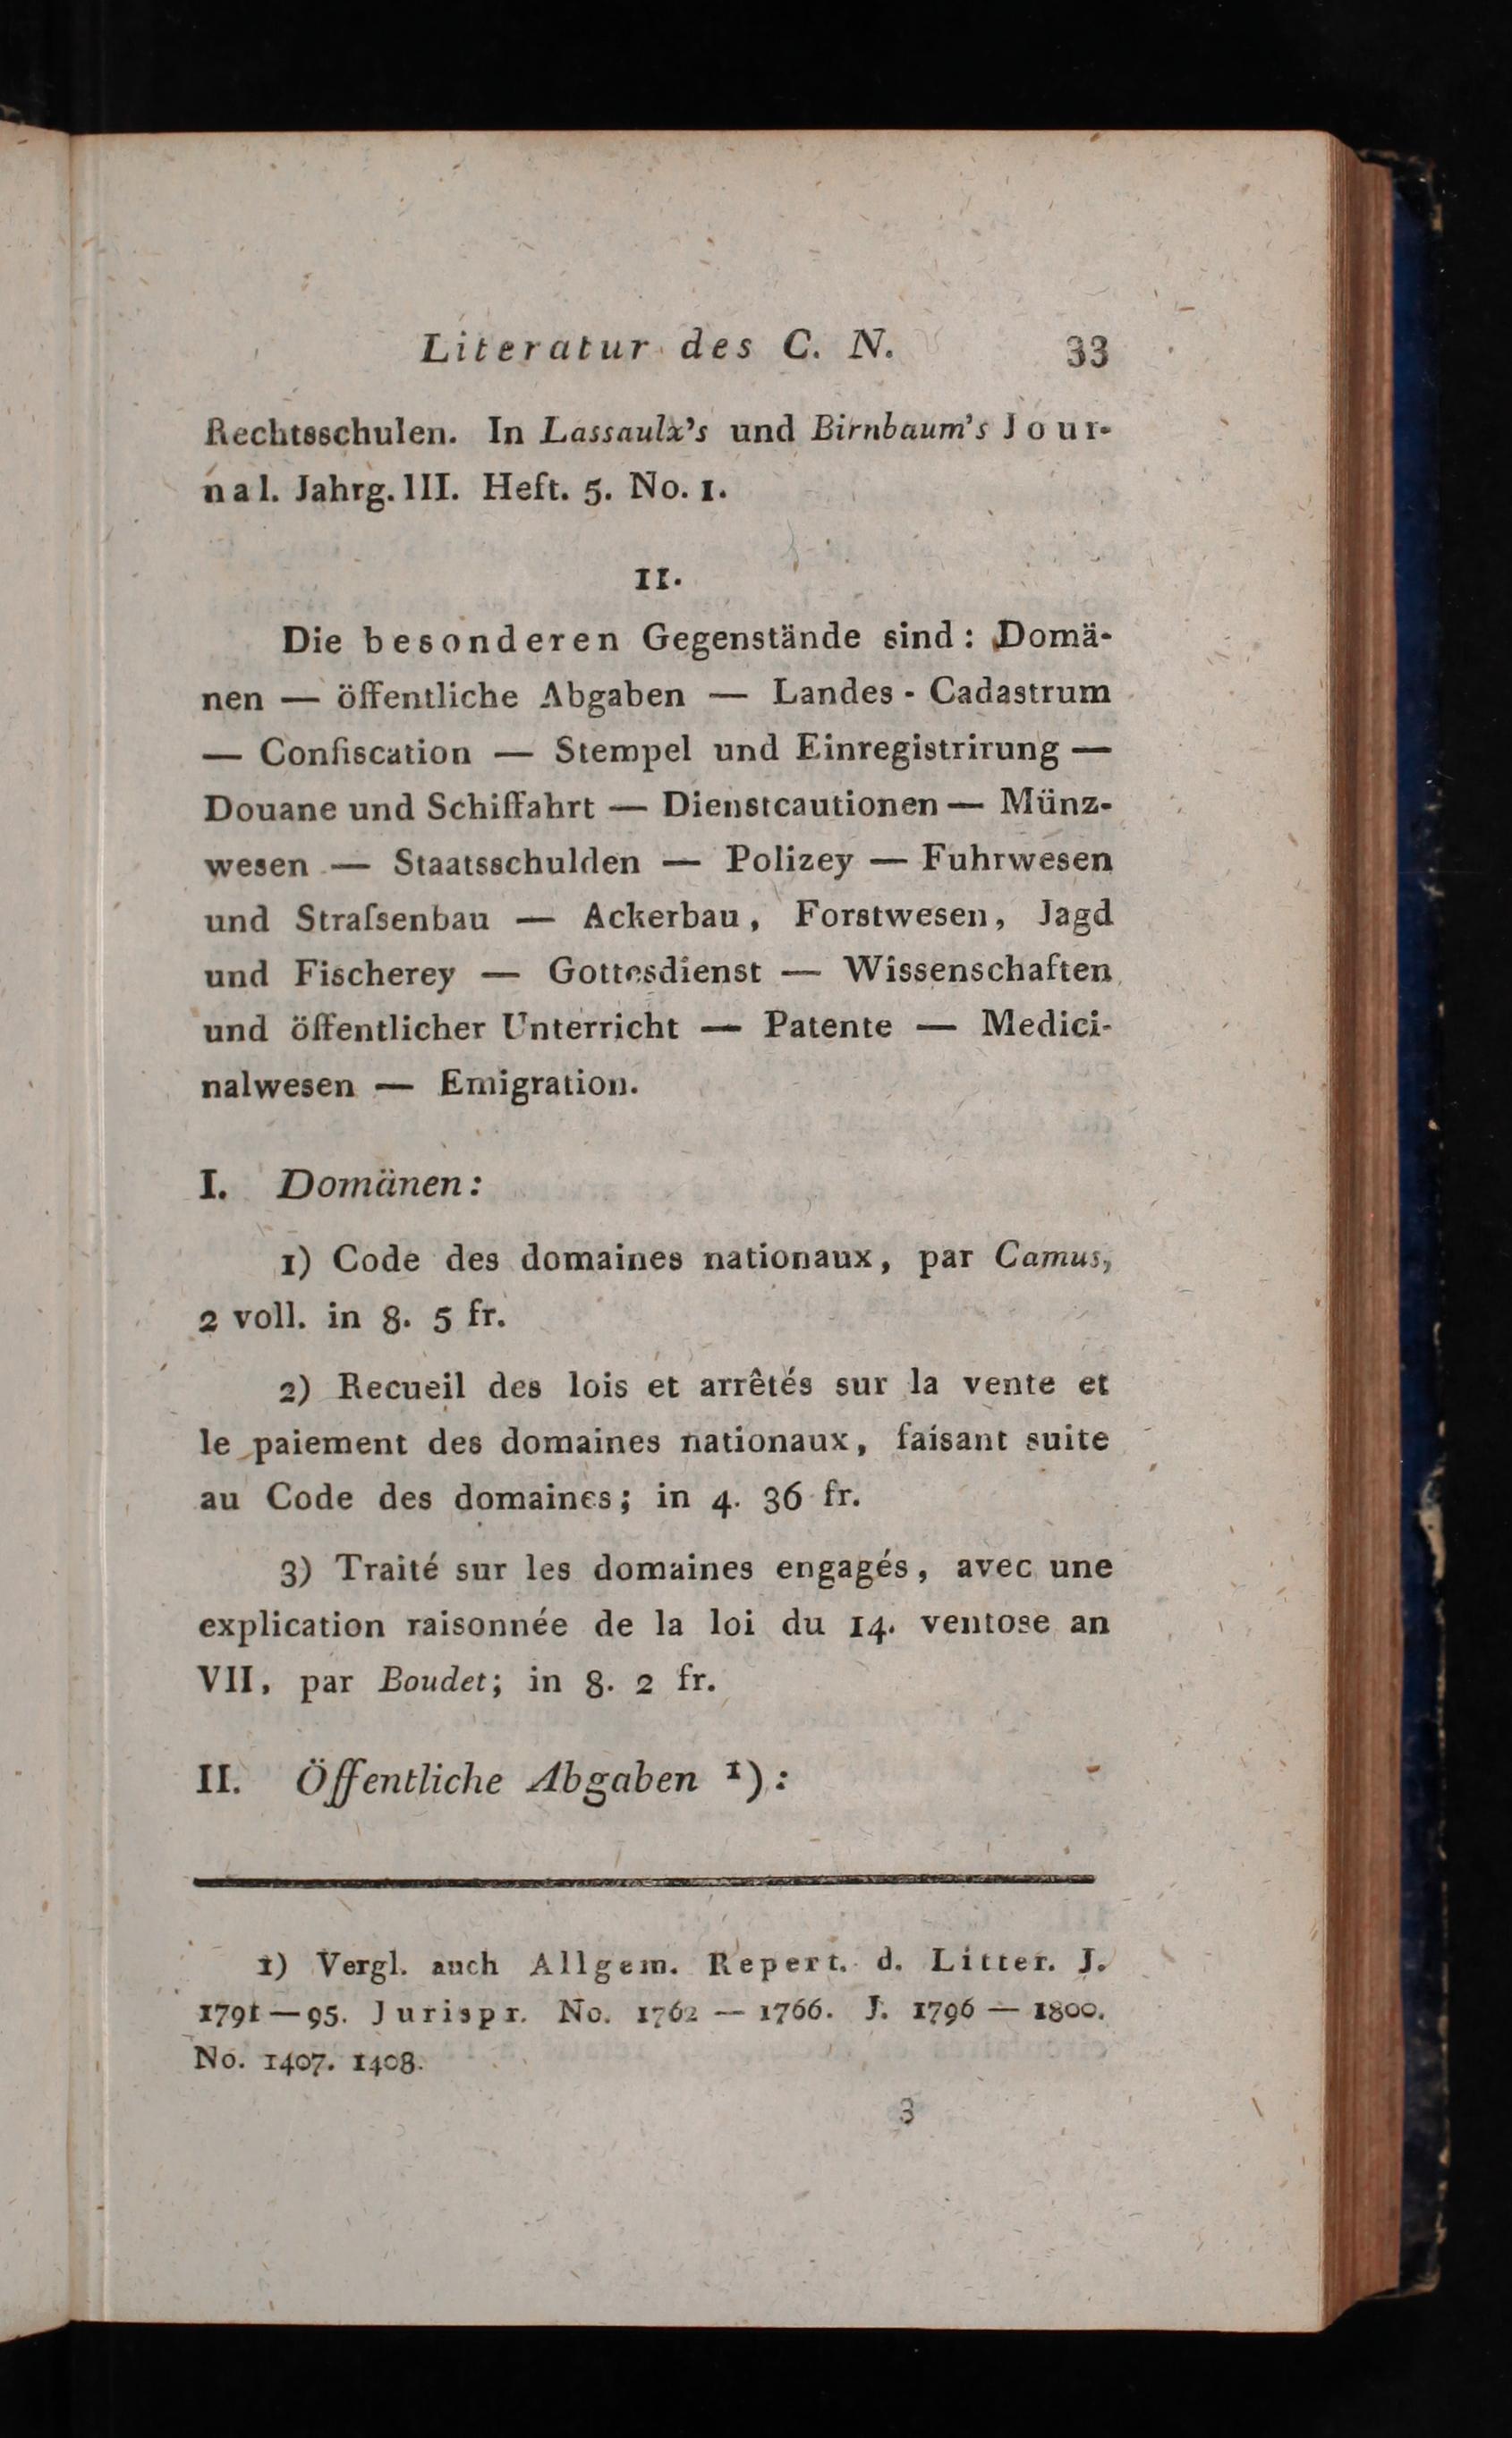 Literatur des C. N. 33
Rechtsschulen. In Lassaulx's und Birnbaum's Jour-
nal. Jahrg. III. Heft. 5. No. 1.
II.
Die besonderen Gegenstände sind: Domä-
nen — öffentliche Abgaben — Landes - Cadastrum
— Confiscation — Stempel und Einregistrirung —
Douane und Schiffahrt — Dienstcautionen — Münz-
wesen — Staatsschulden — Polizey — Fuhrwesen
und Straſsenbau — Ackerbau, Forstwesen, Jagd
und Fischerey — Gottesdienst — Wissenschaften
und öffentlicher Unterricht — Patente — Medici-
nalwesen — Emigration.
I. Domänen:
1) Code des domaines nationaux, par Camus,
2 voll. in 8. 5 fr.
2) Recueil des lois et arrêtés sur la vente et
le paiement des domaines nationaux, faisant suite
au Code des domaines; in 4. 36 fr.
3) Traité sur les domaines engagés, avec une
explication raisonnée de la loi du 14. ventose an
VII, par Boudet; in 8. 2 fr.
II. Öffentliche Abgaben 1):
1) Vergl. auch Allgem. Repert. d. Litter. J.
1791—95. Jurispr. No. 1762 — 1766. J. 1796 — 1800.
No. 1407. 1408.
3